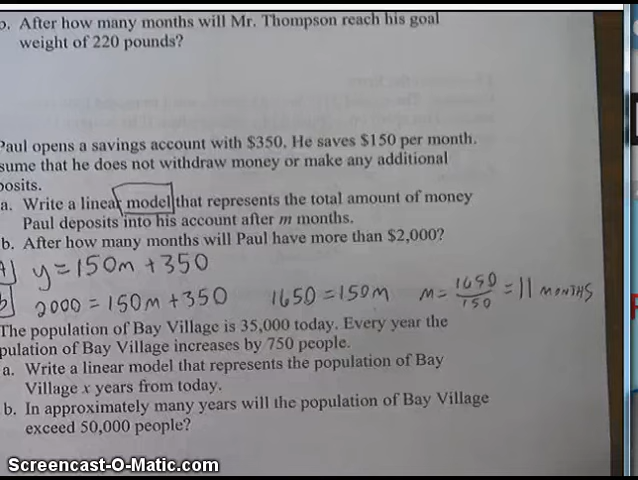 b. After how many months will Mr. Thompson reach his goal
weight of 220 pounds?
Paul opens a savings account with $350. He saves $150 per month.
sume that he does not withdraw money or make any additional
posits.
a. Write a linear model that represents the total amount of money
Paul deposits into his account after m months.
b. After how many months will Paul have more than $2,000?
A) y = 150m + 350
b) 2000 = 150m + 350 1650 = 150m m = 1650/150 = 11 MONTHS
The population of Bay Village is 35,000 today. Every year the
pulation of Bay Village increases by 750 people.
a. Write a linear model that represents the population of Bay
Village x years from today.
b. In approximately many years will the population of Bay Village
exceed 50,000 people?
Screencast-O-Matic.com